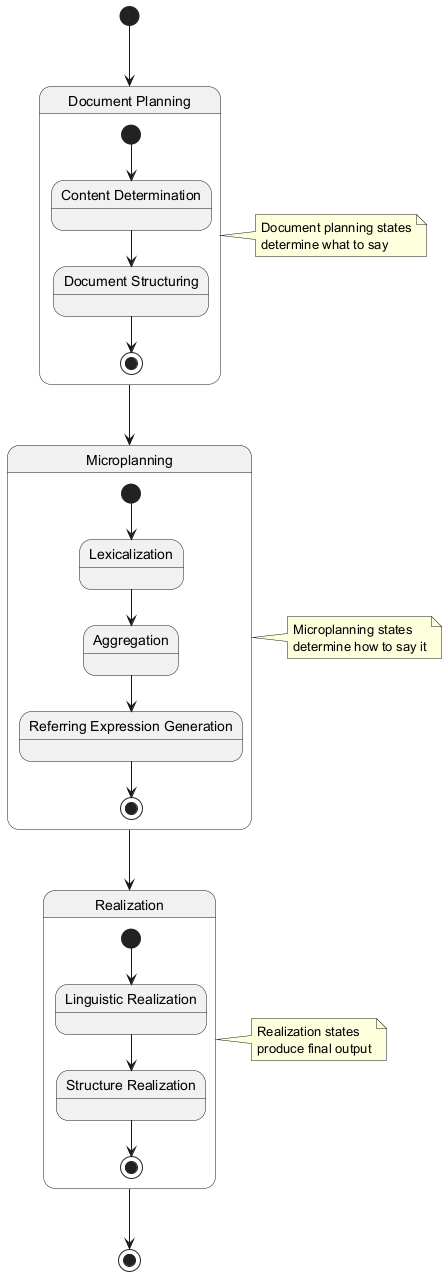 Document Planning
Content Determination
Document planning states
determine what to say
Document Structuring
Microplanning
Lexicalization
Aggregation
Microplanning states
determine how to say it
Referring Expression Generation
Realization
Linguistic Realization
Realization states
produce final output
Structure Realization